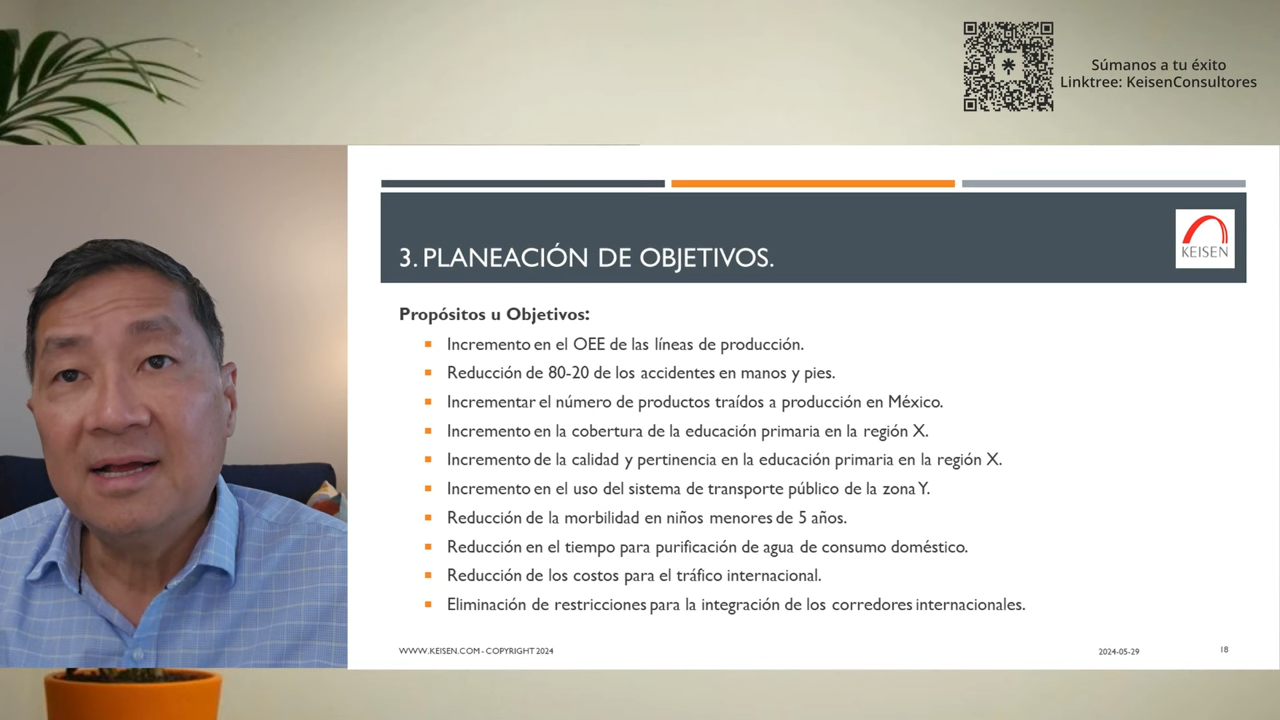 Súmanos a tu éxito
Linktree: KeisenConsultores
3. PLANEACIÓN DE OBJETIVOS.
KEISEN
Propósitos u Objetivos:
Incremento en el OEE de las líneas de producción.
Reducción de 80-20 de los accidentes en manos y pies.
Incrementar el número de productos traídos a producción en México.
Incremento en la cobertura de la educación primaria en la región X.
Incremento de la calidad y pertinencia en la educación primaria en la región X.
Incremento en el uso del sistema de transporte público de la zona Y.
Reducción de la morbilidad en niños menores de 5 años.
Reducción en el tiempo para purificación de agua de consumo doméstico.
Reducción de los costos para el tráfico internacional.
Eliminación de restricciones para la integración de los corredores internacionales.
WWW.KEISEN.COM - COPYRIGHT 2024
2024-05-29
18